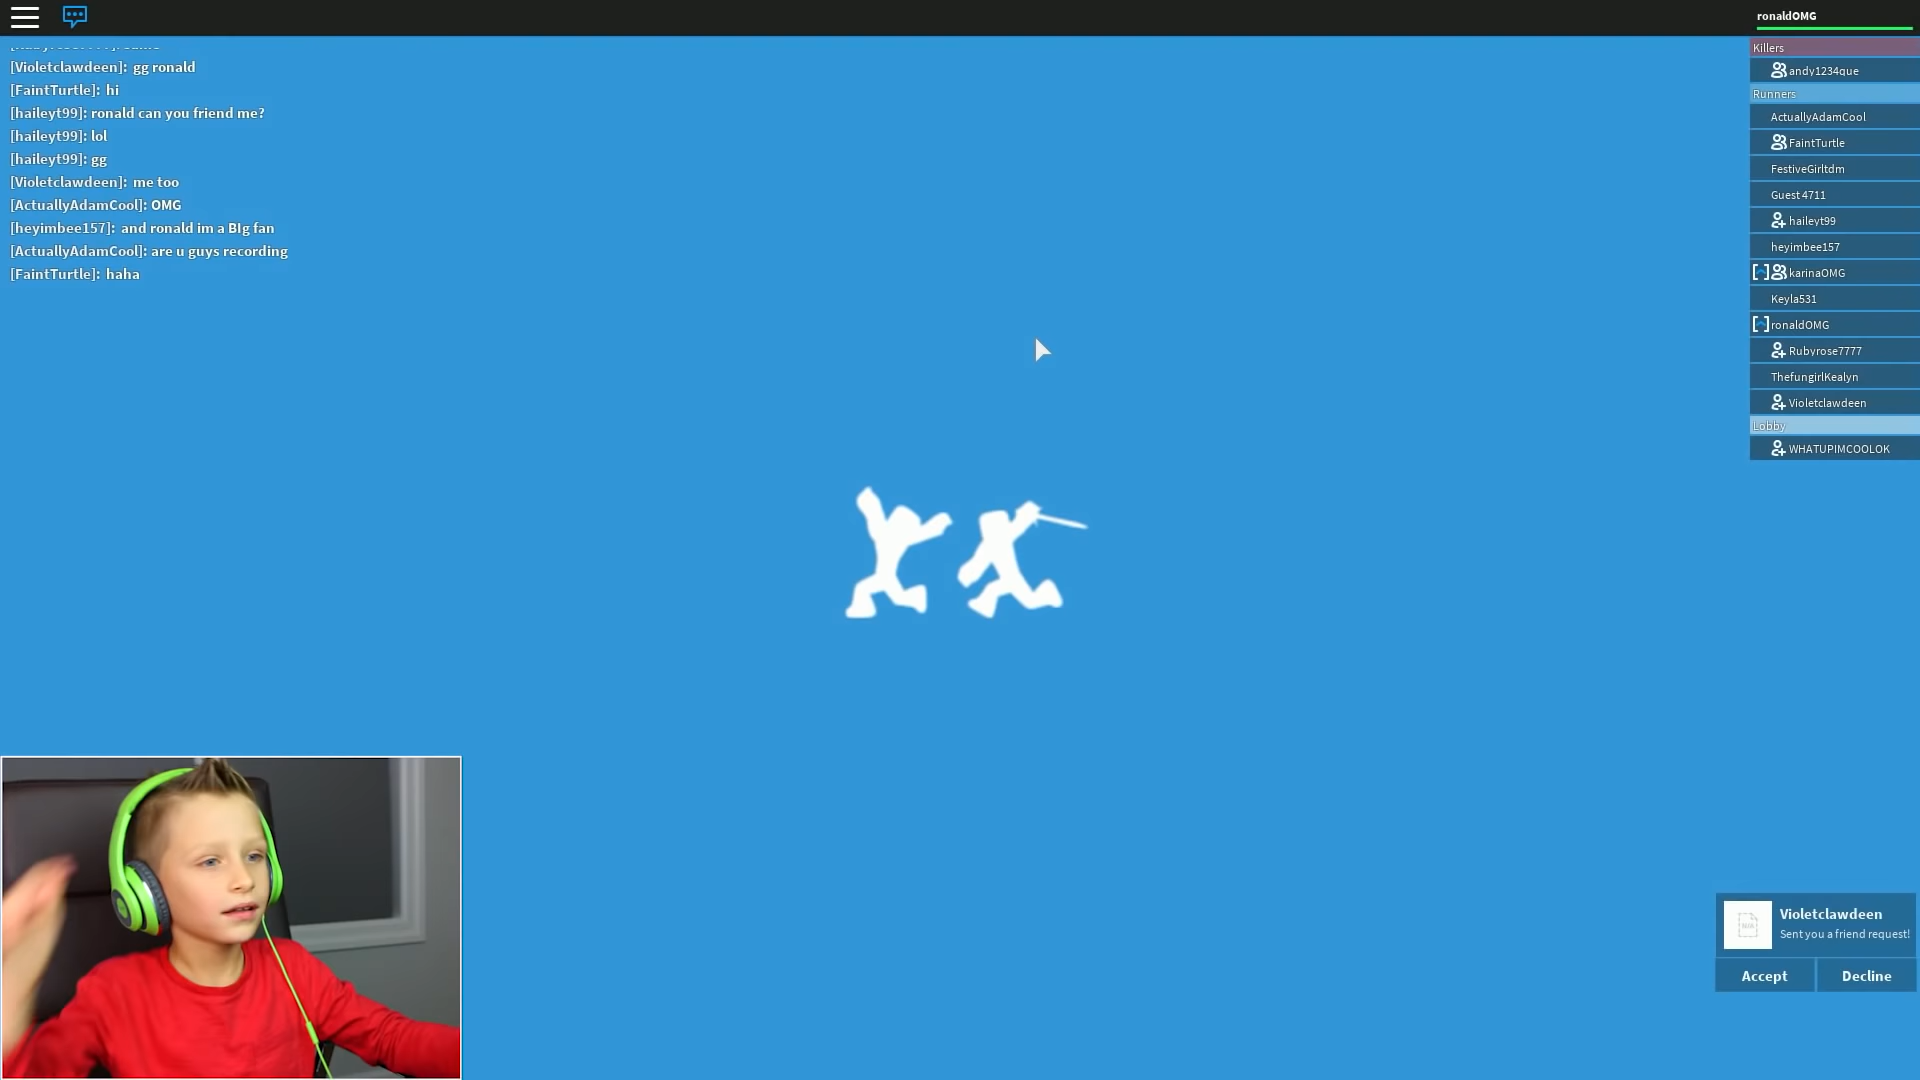 ronaldOMG
[Violetclawdeen]: gg ronald
[FaintTurtle]: hi
[haileyt99]: ronald can you friend me?
[haileyt99]: lol
[haileyt99]: gg
[Violetclawdeen]: me too
[ActuallyAdamCool]: OMG
[heyimbee157]: and ronald im a BIg fan
[ActuallyAdamCool]: are u guys recording
[FaintTurtle]: haha
Killers
andy1234que
Runners
ActuallyAdamCool
FaintTurtle
FestiveGirltdm
Guest 4711
haileyt99
heyimbee157
karinaOMG
Keyla531
ronaldOMG
Rubyrose7777
ThefungirlKealyn
Violetclawdeen
Lobby
WHATUPIMCOOLOK
Violetclawdeen
Sent you a friend request!
Accept
Decline